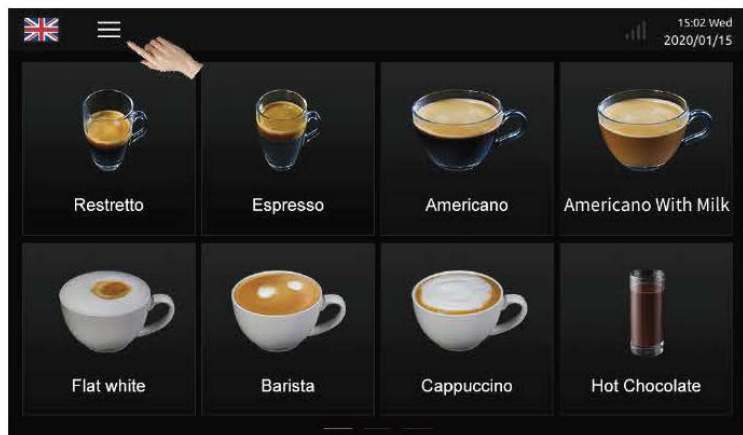 15:02 Wed
2020/01/15
Restretto
Espresso
Americano
Americano With Milk
Flat white
Barista
Cappuccino
Hot Chocolate